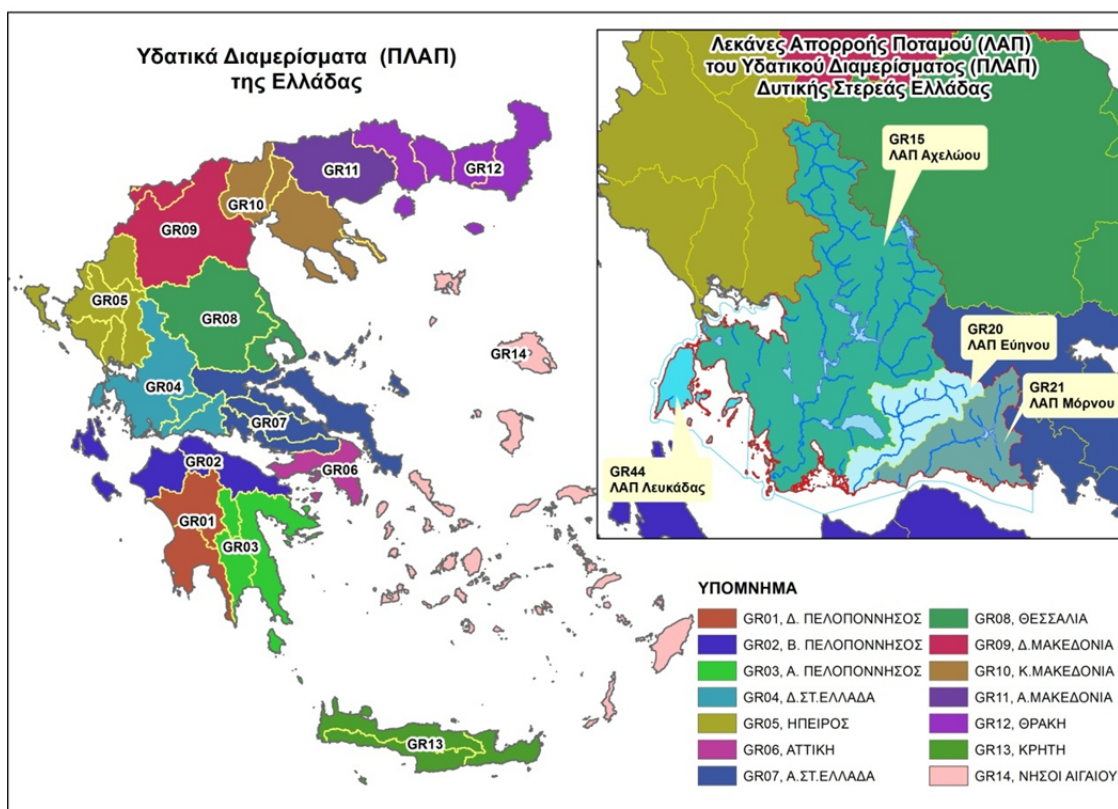 Υδατικά Διαμερίσματα (ΠΛΑΠ)
της Ελλάδας
GR12
GR11
GR10
GR09
GR05
GR08
GR14
GR04
GR07
GR02
GR06
GR01
GR03
GR13
Λεκάνες Απορροής Ποταμού (ΛΑΠ)
του Υδατικού Διαμερίσματος (ΠΛΑΠ)
Δυτικής Στερεάς Ελλάδας
GR15
ΛΑΠ Αχελώου
GR20
ΛΑΠ Εύηνου
GR21
ΛΑΠ Μόρνου
GR44
ΛΑΠ Λευκάδας
ΥΠΟΜΝΗΜΑ
GR01, Δ. ΠΕΛΟΠΟΝΝΗΣΟΣ
GR02, Β. ΠΕΛΟΠΟΝΝΗΣΟΣ
GR03, Α. ΠΕΛΟΠΟΝΝΗΣΟΣ
GR04, Δ.ΣΤ.ΕΛΛΑΔΑ
GR05, ΗΠΕΙΡΟΣ
GR06, ΑΤΤΙΚΗ
GR07, Α.ΣΤ.ΕΛΛΑΔΑ
GR08, ΘΕΣΣΑΛΙΑ
GR09, Δ.ΜΑΚΕΔΟΝΙΑ
GR10, Κ.ΜΑΚΕΔΟΝΙΑ
GR11, Α.ΜΑΚΕΔΟΝΙΑ
GR12, ΘΡΑΚΗ
GR13, ΚΡΗΤΗ
GR14, ΝΗΣΟΙ ΑΙΓΑΙΟΥ